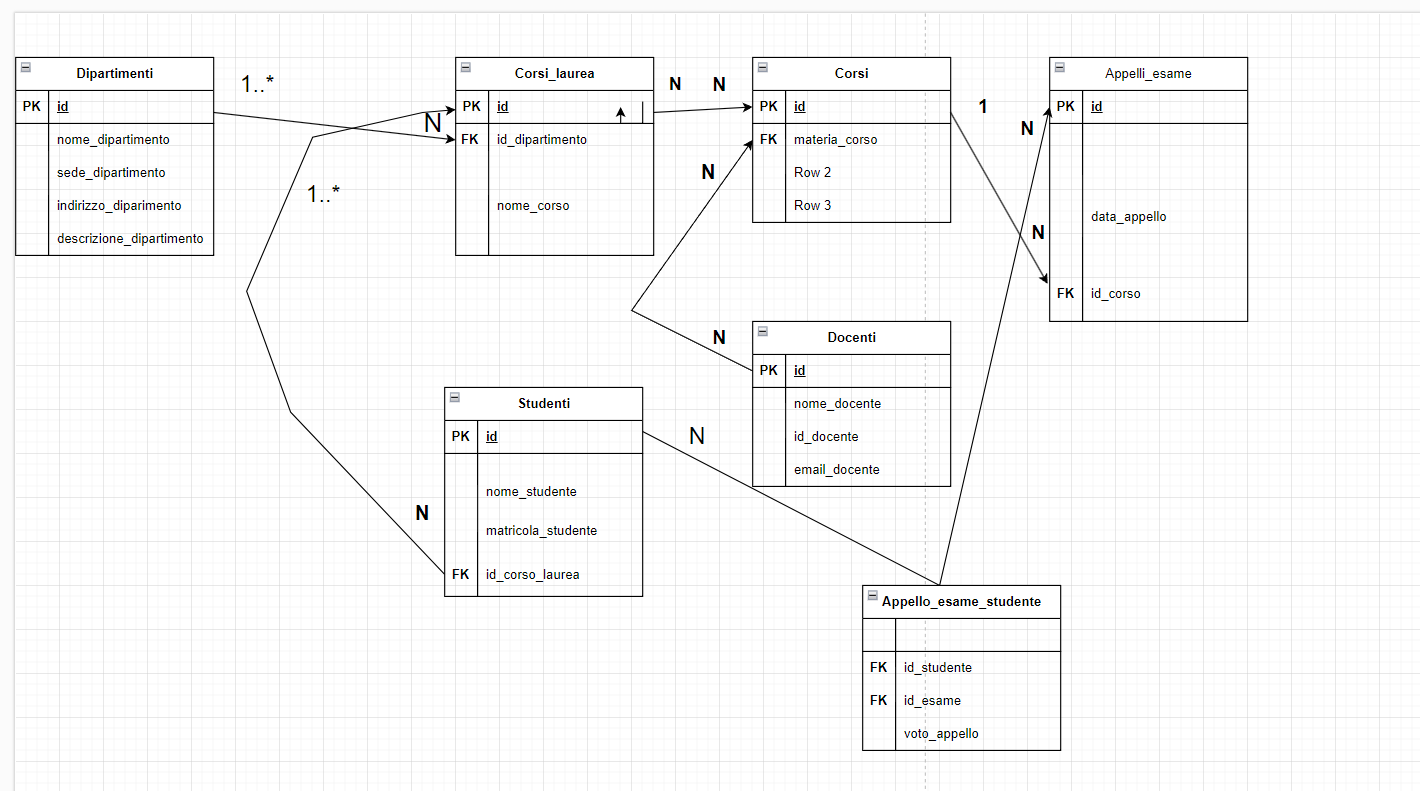 Dipartimenti
PK id
nome_dipartimento
sede_dipartimento
indirizzo_diparimento
descrizione_dipartimento
1..*
N
1..*
Corsi_laurea
PK id
FK id_dipartimento
nome_corso
N N
Corsi
PK id
FK materia_corso
Row 2
Row 3
N
N
1
N
N
Appelli_esame
PK id
data_appello
FK id_corso
Docenti
PK id
nome_docente
id_docente
email_docente
Studenti
PK id
nome_studente
matricola_studente
FK id_corso_laurea
N
N
Appello_esame_studente
FK id_studente
FK id_esame
voto_appello